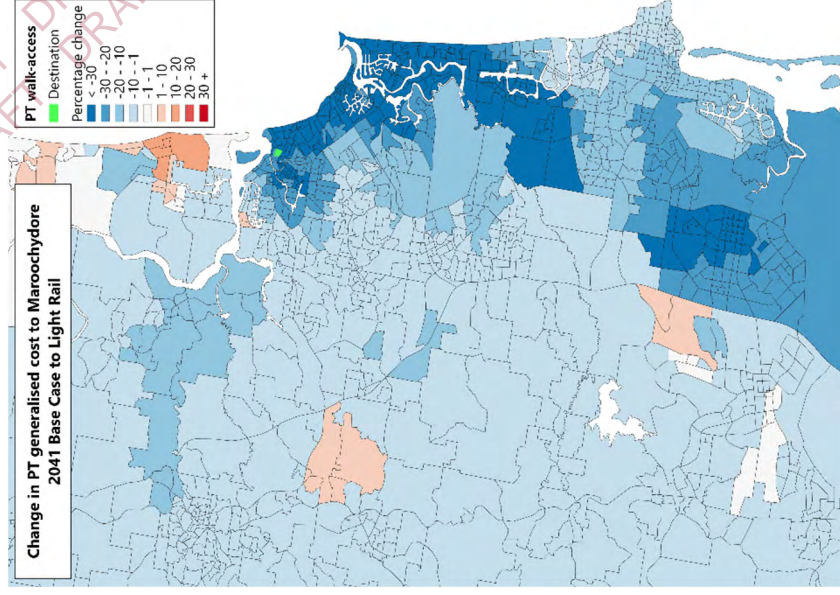 Change in PT generalised cost to Maroochydore
2041 Base Case to Light Rail
PT walk-access
Destination
Percentage change
< -30
-30 - -20
-20 - -10
-10 - -1
-1 - 1
1 - 10
10 - 20
20 - 30
30 +
DRAFT